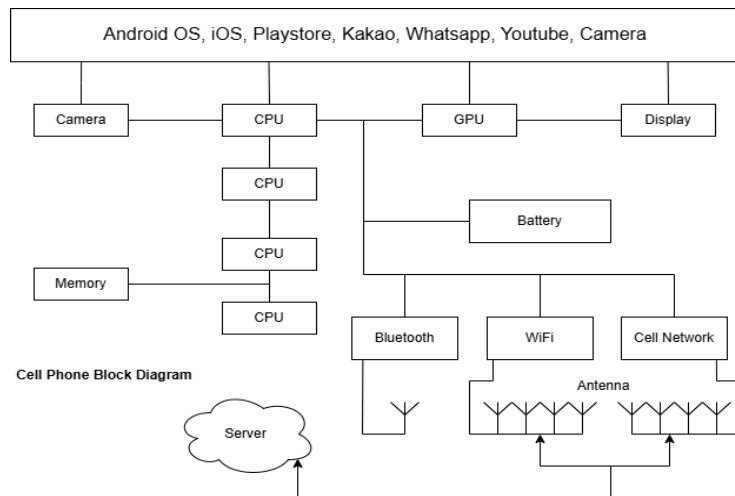 Android OS, iOS, Playstore, Kakao, Whatsapp, Youtube, Camera
Camera
CPU
GPU
Display
CPU
Battery
CPU
Memory
CPU
Bluetooth
WiFi
Cell Network
Cell Phone Block Diagram
Antenna
Server